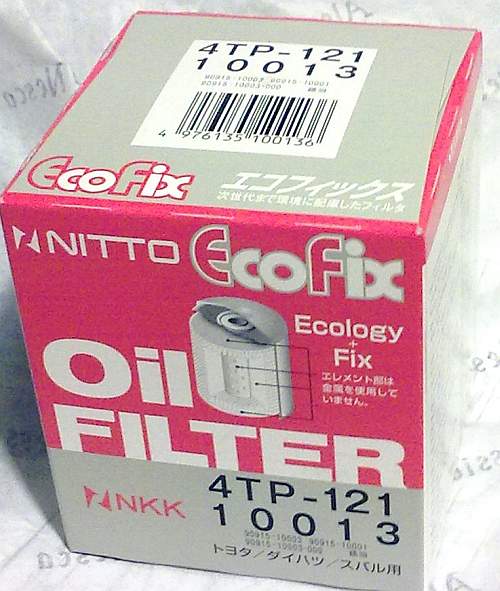 4TP-121
10013
90915-10003 90915-10001
90915-10003-000 該当
4 976135 100136
EcoFix
エコフィックス
次世代まで環境に配慮したフィルタ
NITTO EcoFix
Ecology
+
Fix
エレメント部は
金属を使用して
いません。
Oil
FILTER
NKK
4TP-121
10013
90915-10003 90915-10001
90915-10003-000 該当
トヨタ/ダイハツ/スバル用